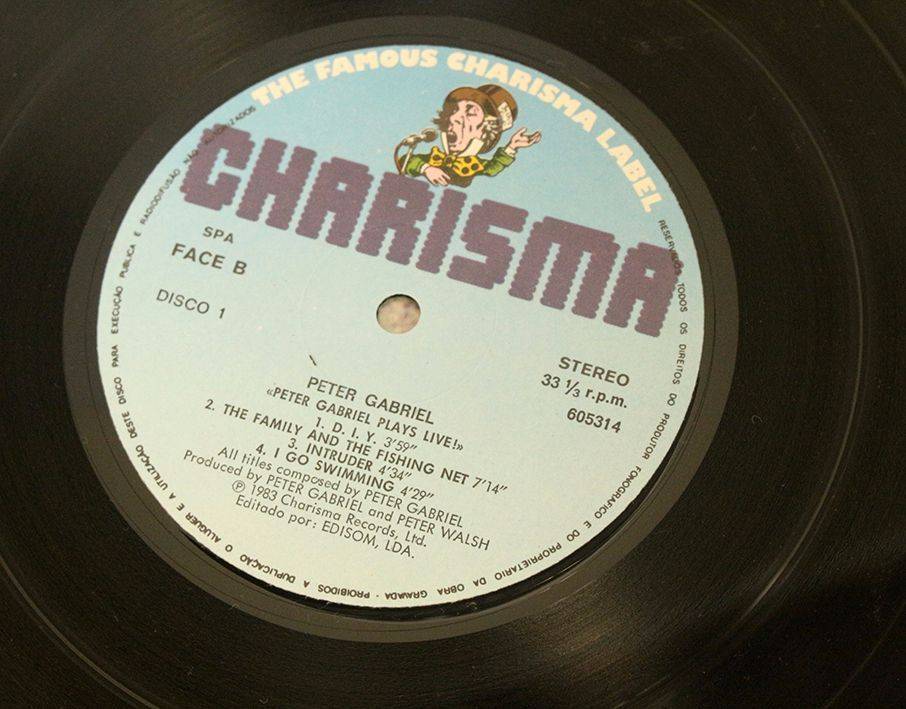 THE FAMOUS CHARISMA LABEL
CHARISMA
SPA
FACE B
DISCO 1
STEREO
33 1/3 r.p.m.
605314
PETER GABRIEL
«PETER GABRIEL PLAYS LIVE!»
1. D. I. Y. 3'59"
2. THE FAMILY AND THE FISHING NET 7'14"
3. INTRUDER 4'34"
4. I GO SWIMMING 4'29"
All titles composed by PETER GABRIEL
Produced by PETER GABRIEL and PETER WALSH
℗ 1983 Charisma Records, Ltd.
Editado por: EDISOM, LDA.
RESERVADOS TODOS OS DIREITOS DO PRODUTOR FONOGRAFICO E DO PROPRIETARIO DA OBRA GRAVADA - PROIBIDOS A DUPLICAÇÃO O ALUGUER E A UTILIZAÇÃO DESTE DISCO PARA EXECUÇÃO PUBLICA E RADIODIFUSÃO NÃO AUTORIZADOS